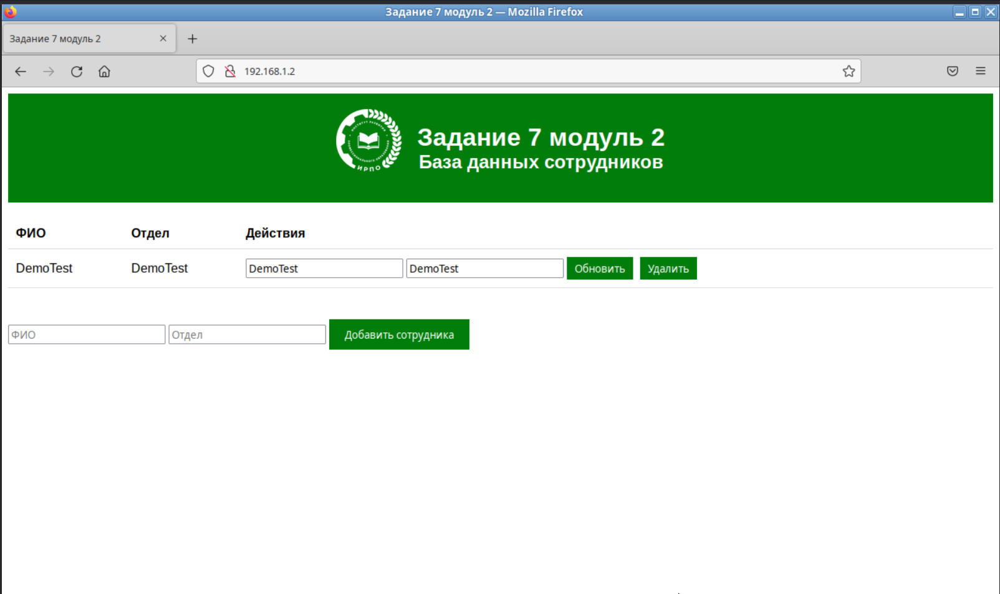 Задание 7 модуль 2 — Mozilla Firefox
Задание 7 модуль 2
192.168.1.2
Задание 7 модуль 2
База данных сотрудников
ИРПО
ФИО Отдел Действия
DemoTest DemoTest DemoTest DemoTest Обновить Удалить
ФИО Отдел Добавить сотрудника